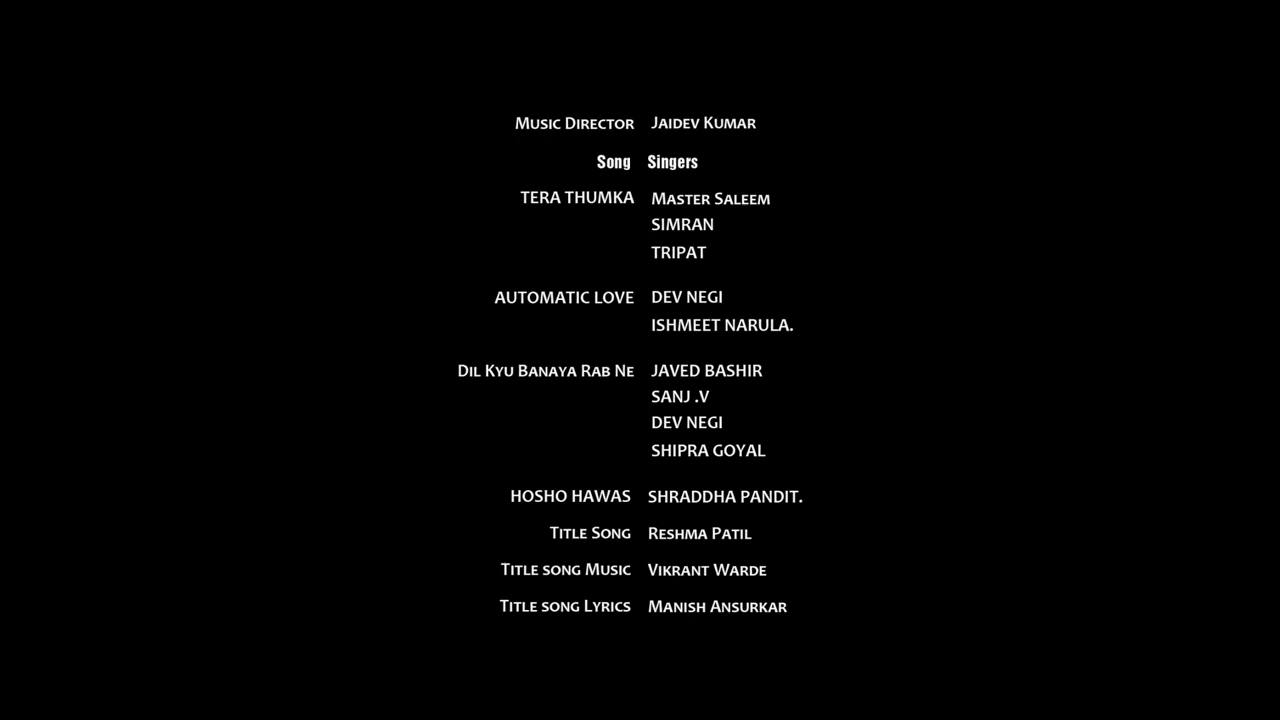 Music Director Jaidev Kumar
Song Singers
TERA THUMKA Master Saleem
SIMRAN
TRIPAT
AUTOMATIC LOVE DEV NEGI
ISHMEET NARULA.
Dil Kyu Banaya Rab Ne JAVED BASHIR
SANJ .V
DEV NEGI
SHIPRA GOYAL
HOSHO HAWAS SHRADDHA PANDIT.
Title Song Reshma Patil
Title song Music Vikrant Warde
Title song Lyrics Manish Ansurkar